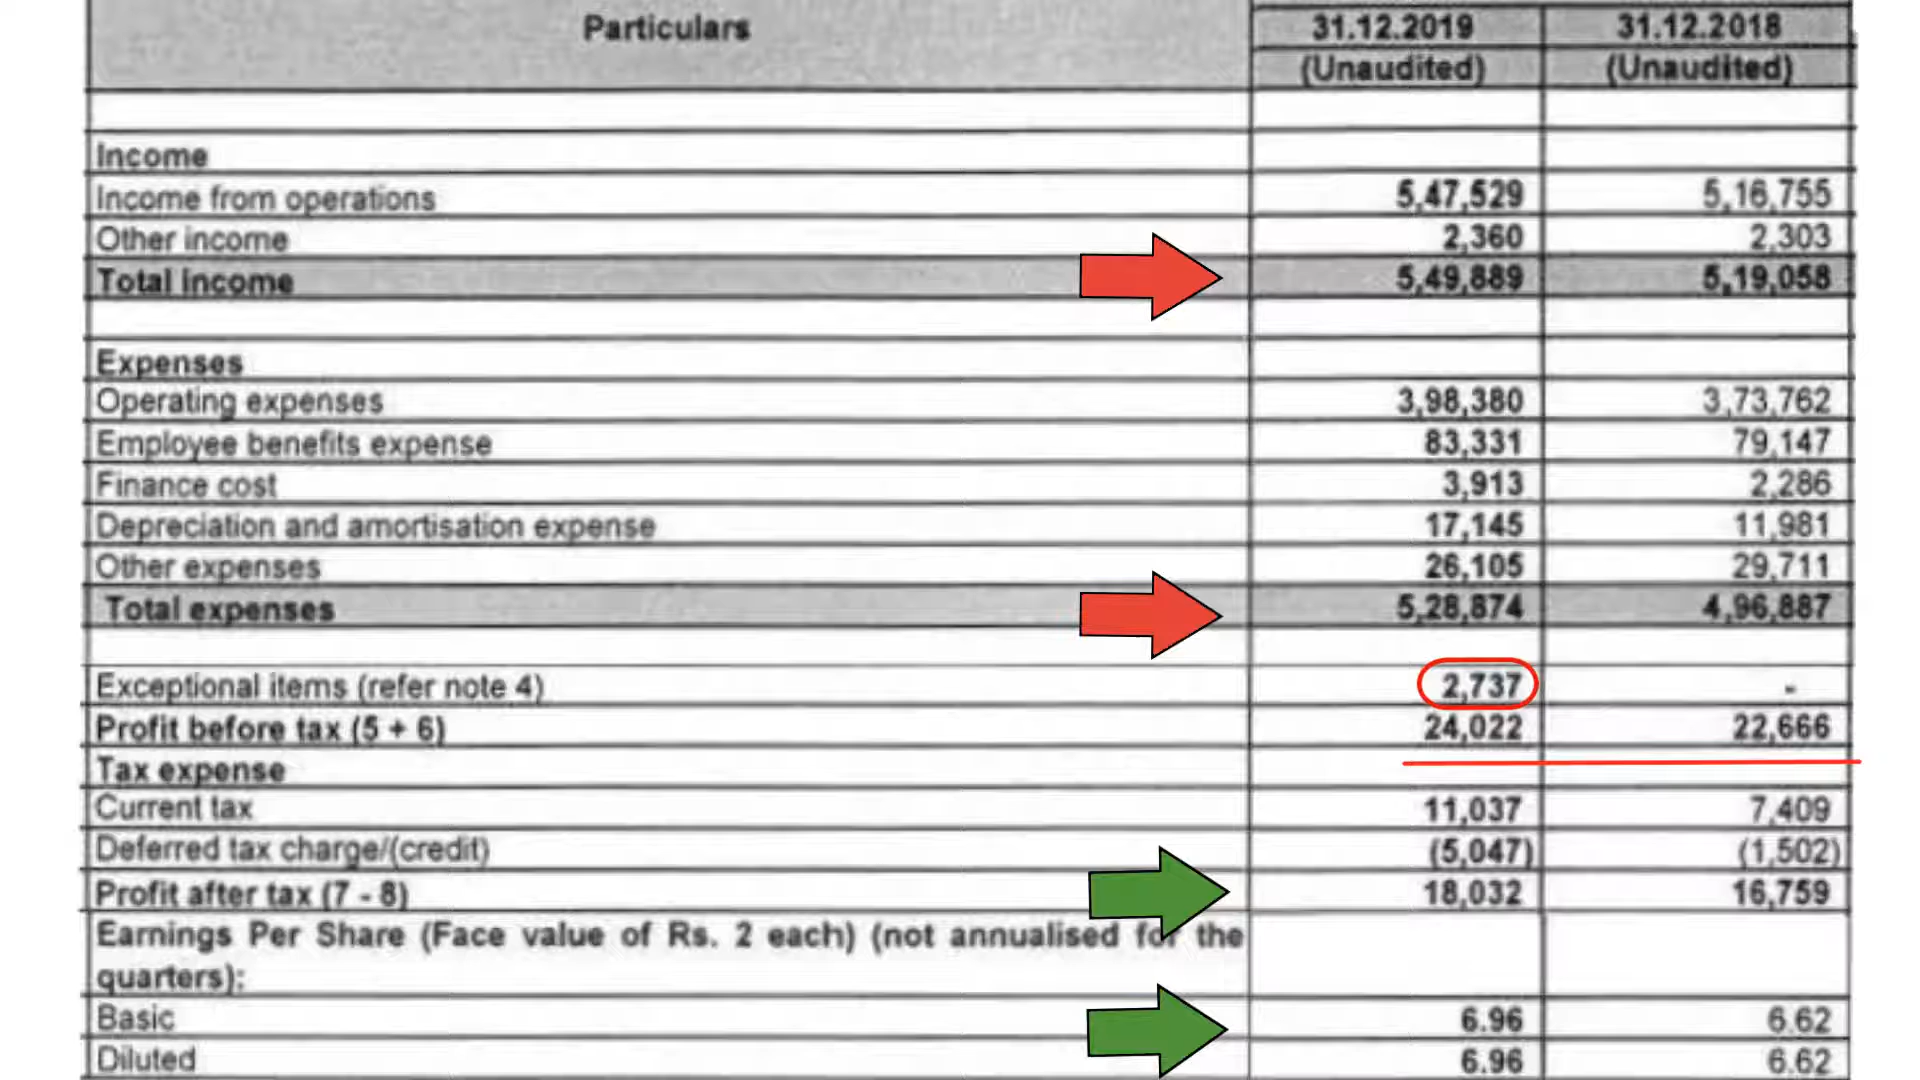 Particulars 31.12.2019 31.12.2018
(Unaudited) (Unaudited)
Income
Income from operations 5,47,529 5,16,755
Other income 2,360 2,303
Total income 5,49,889 5,19,058
Expenses
Operating expenses 3,98,380 3,73,762
Employee benefits expense 83,331 79,147
Finance cost 3,913 2,286
Depreciation and amortisation expense 17,145 11,981
Other expenses 26,105 29,711
Total expenses 5,28,874 4,96,887
Exceptional items (refer note 4) 2,737 -
Profit before tax (5 + 6) 24,022 22,666
Tax expense
Current tax 11,037 7,409
Deferred tax charge/(credit) (5,047) (1,502)
Profit after tax (7 - 8) 18,032 16,759
Earnings Per Share (Face value of Rs. 2 each) (not annualised for the
quarters):
Basic 6.96 6.62
Diluted 6.96 6.62